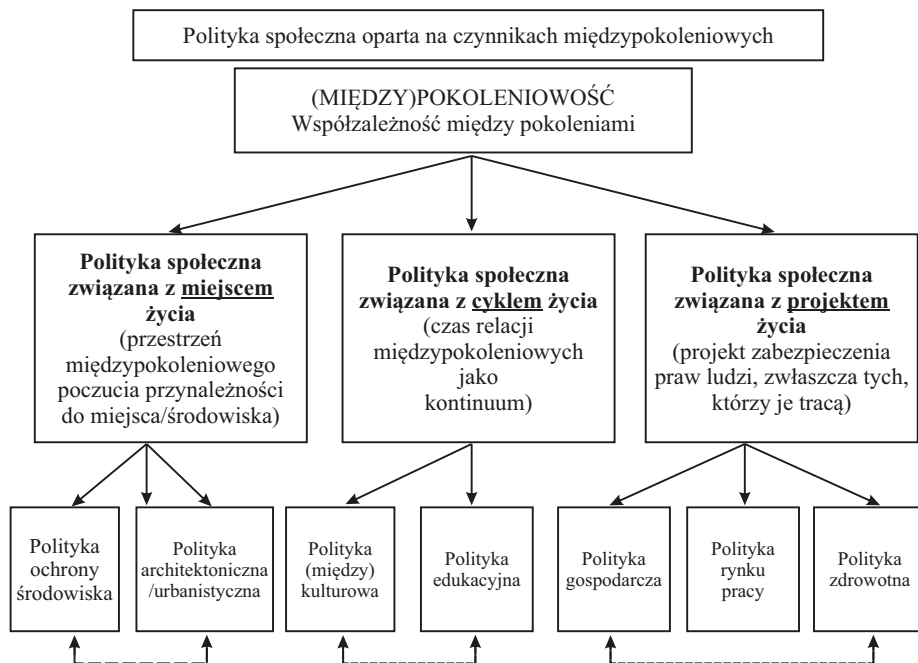 Polityka społeczna oparta na czynnikach międzypokoleniowych
(MIĘDZY)POKOLENIOWOŚĆ
Współzależność między pokoleniami
Polityka społeczna
związana z miejscem
życia
(przestrzeń
międzypokoleniowego
poczucia przynależności
do miejsca/środowiska)
Polityka społeczna
związana z cyklem życia
(czas relacji
międzypokoleniowych
jako
kontinuum)
Polityka społeczna
związana z projektem
życia
(projekt zabezpieczenia
praw ludzi, zwłaszcza tych,
którzy je tracą)
Polityka
ochrony
środowiska
Polityka
architektoniczna
/urbanistyczna
Polityka
(między)
kulturowa
Polityka
edukacyjna
Polityka
gospodarcza
Polityka
rynku
pracy
Polityka
zdrowotna